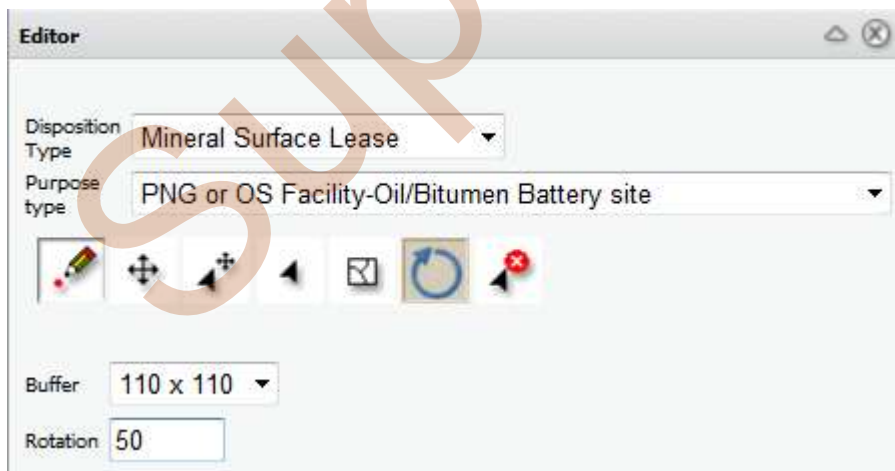 Editor
Disposition Type
Mineral Surface Lease
Purpose type
PNG or OS Facility-Oil/Bitumen Battery site
Buffer
110 x 110
Rotation
50
Sup